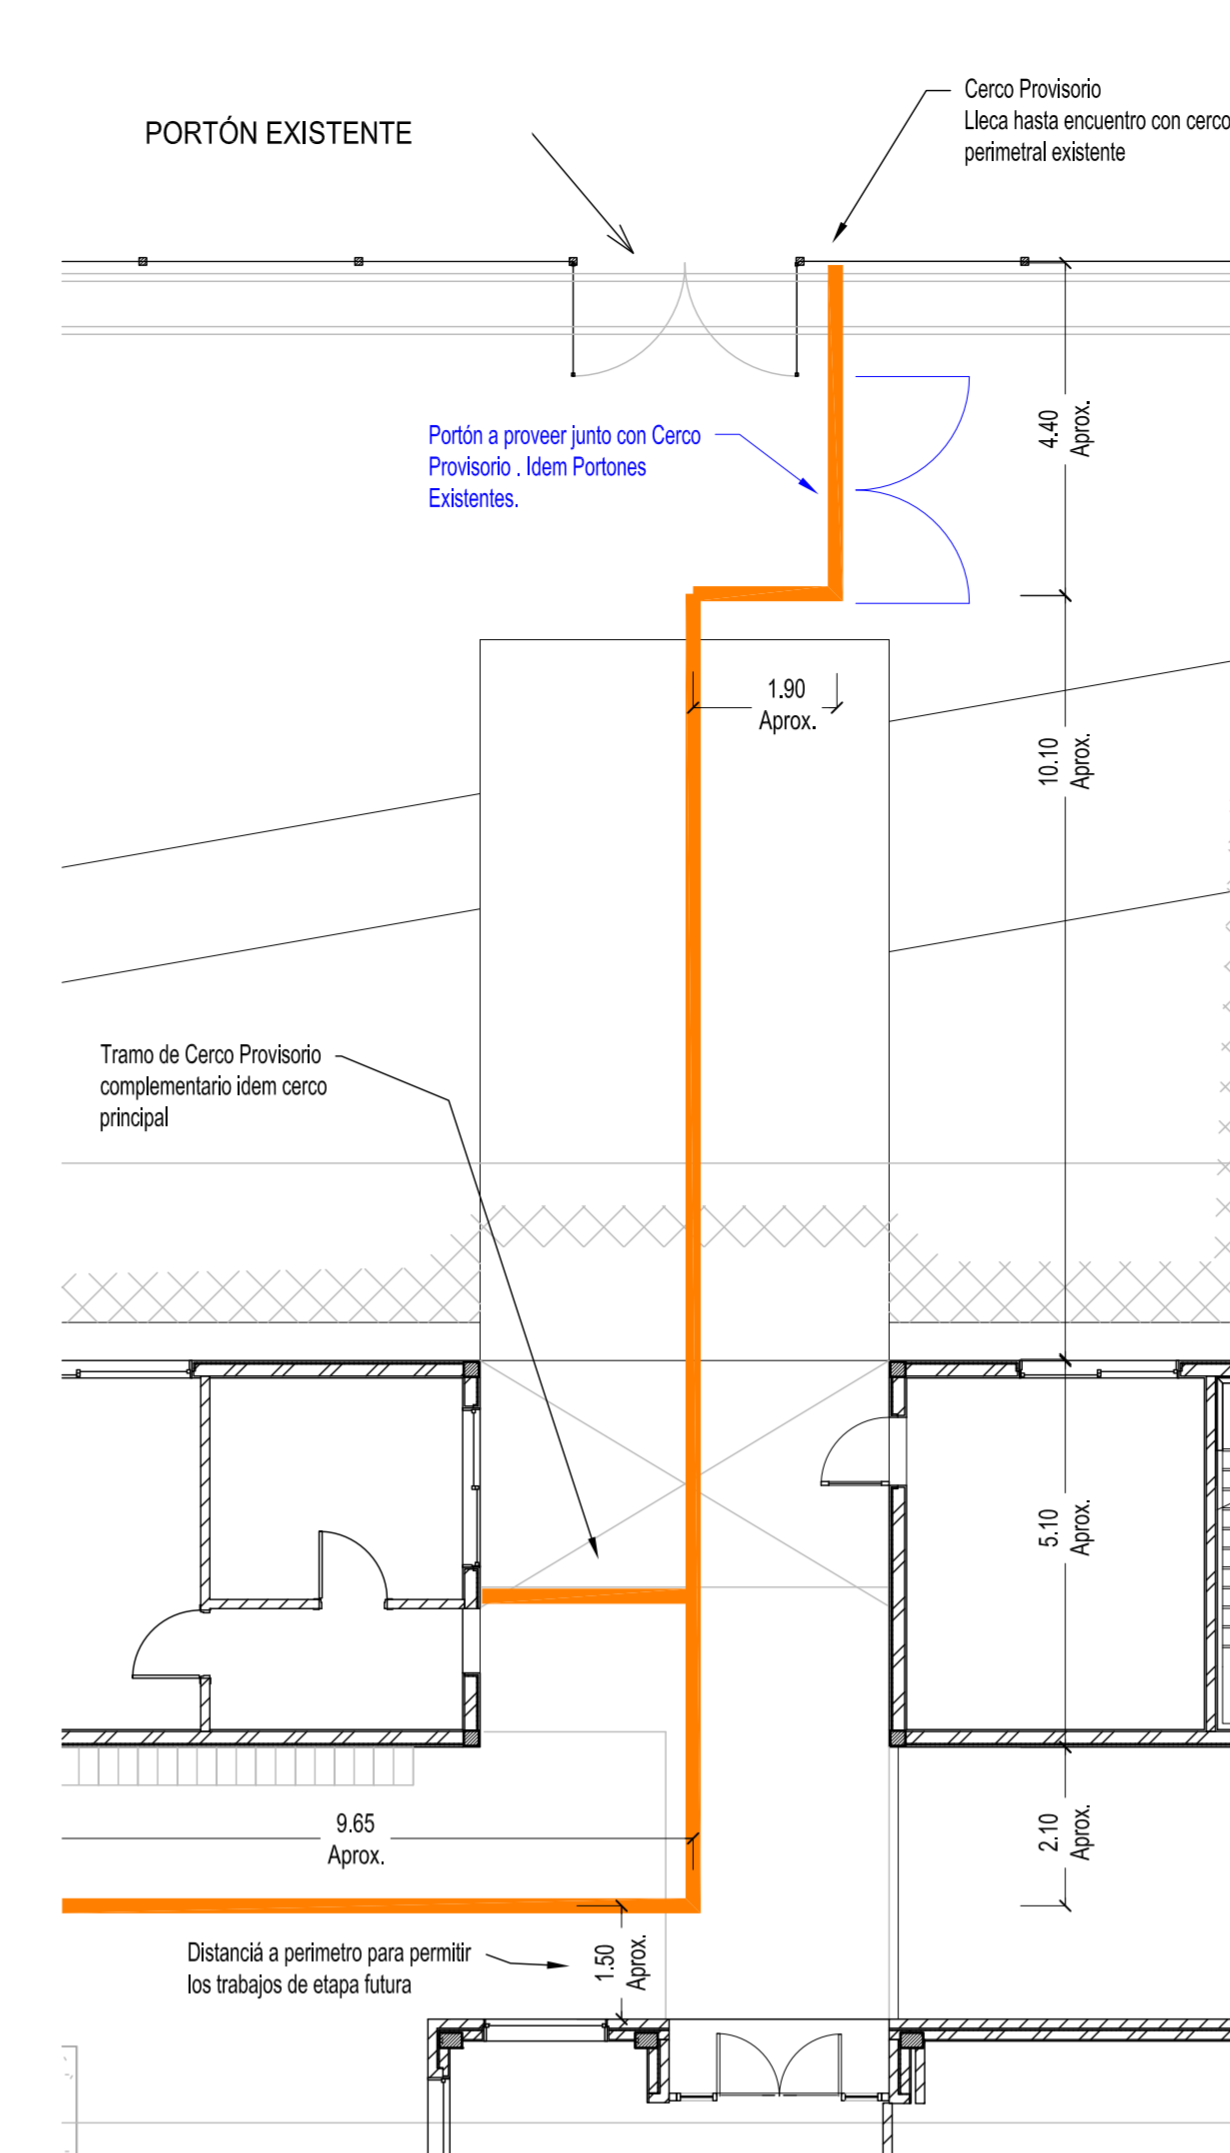 Cerco Provisorio
Lleca hasta encuentro con cerco
perimetral existente
PORTÓN EXISTENTE
4.40
Aprox.
Portón a proveer junto con Cerco
Provisorio . Idem Portones
Existentes.
1.90
Aprox.
10.10
Aprox.
Tramo de Cerco Provisorio
complementario idem cerco
principal
5.10
Aprox.
9.65
Aprox.
2.10
Aprox.
Distanciá a perimetro para permitir
los trabajos de etapa futura
1.50
Aprox.